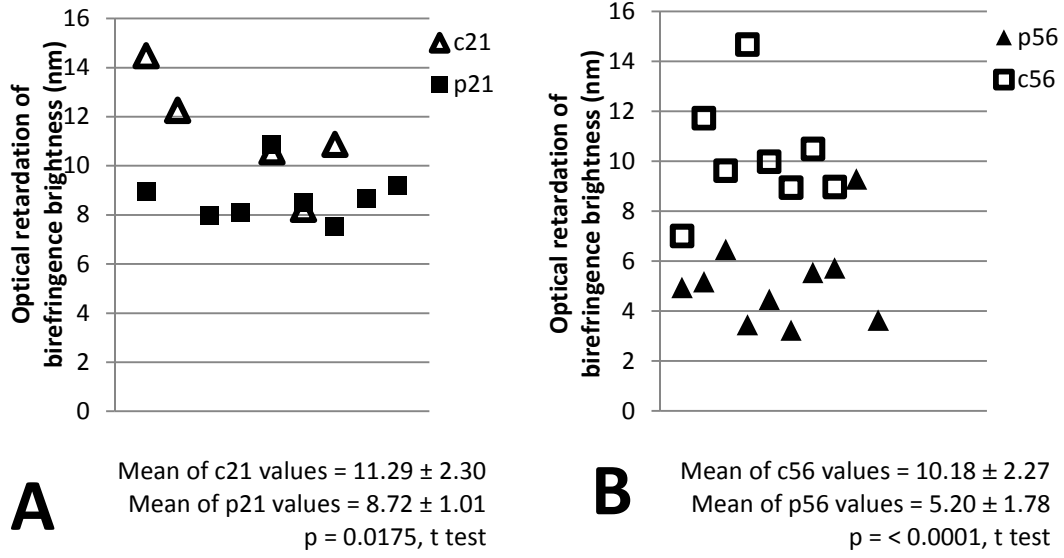 Optical retardation of
birefringence brightness (nm)
16
14
12
10
8
6
4
2
0
c21
p21
A
Mean of c21 values = 11.29 ± 2.30
Mean of p21 values = 8.72 ± 1.01
p = 0.0175, t test
Optical retardation of
birefringence brightness (nm)
16
14
12
10
8
6
4
2
0
p56
c56
B
Mean of c56 values = 10.18 ± 2.27
Mean of p56 values = 5.20 ± 1.78
p = < 0.0001, t test